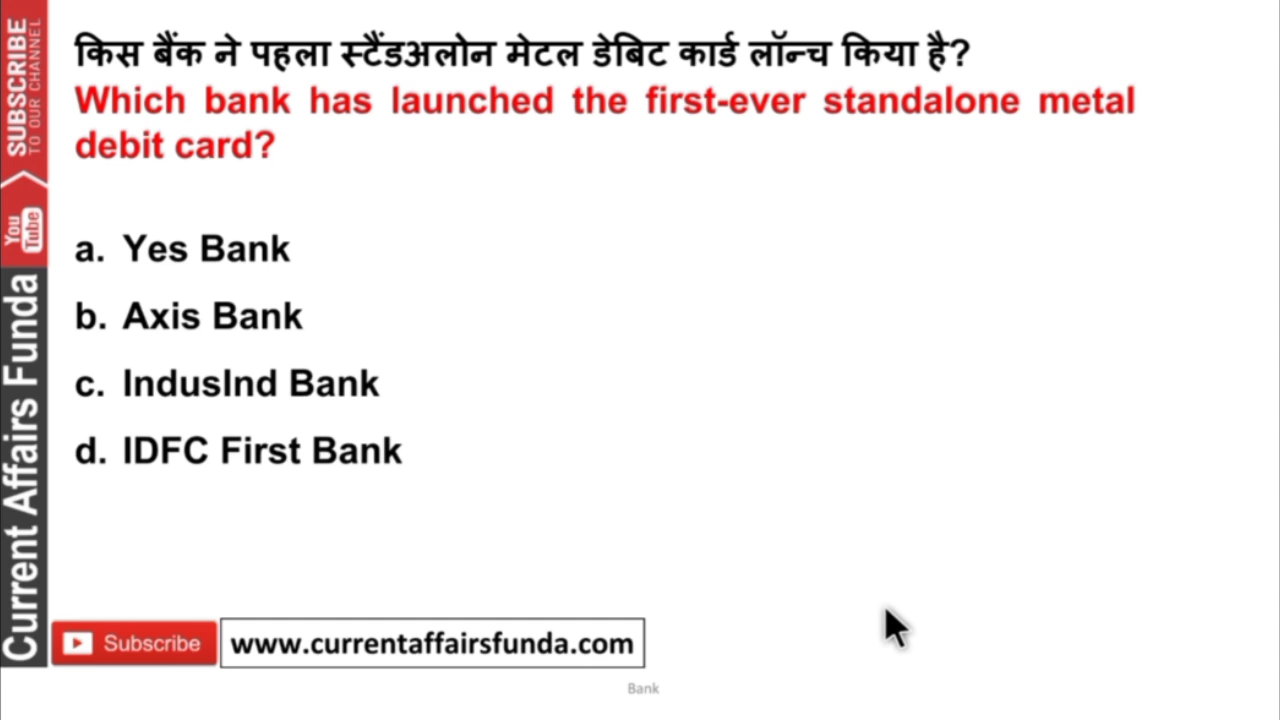 किस बैंक ने पहला स्टैंडअलोन मेटल डेबिट कार्ड लॉन्च किया है?
Which bank has launched the first-ever standalone metal
debit card?
a. Yes Bank
b. Axis Bank
c. IndusInd Bank
d. IDFC First Bank
SUBSCRIBE
TO OUR CHANNEL
You
Tube
Current Affairs Funda
Subscribe
www.currentaffairsfunda.com
Bank